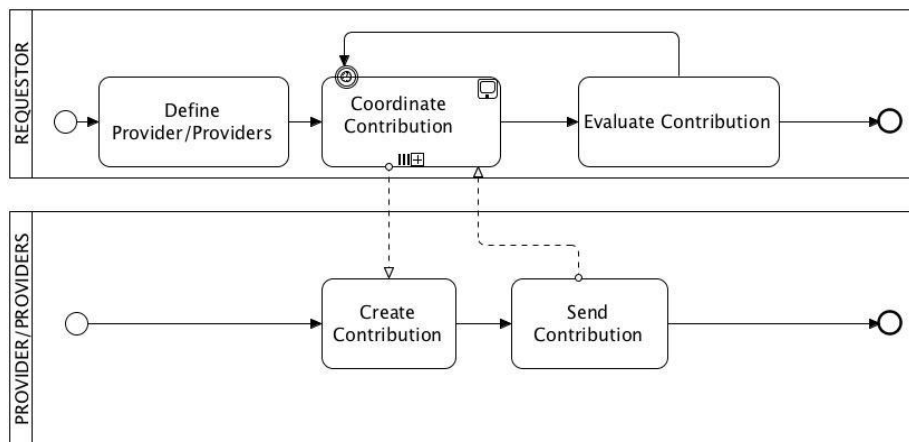 REQUESTOR
Define
Provider/Providers
Coordinate
Contribution
Evaluate Contribution
PROVIDER/PROVIDERS
Create
Contribution
Send
Contribution